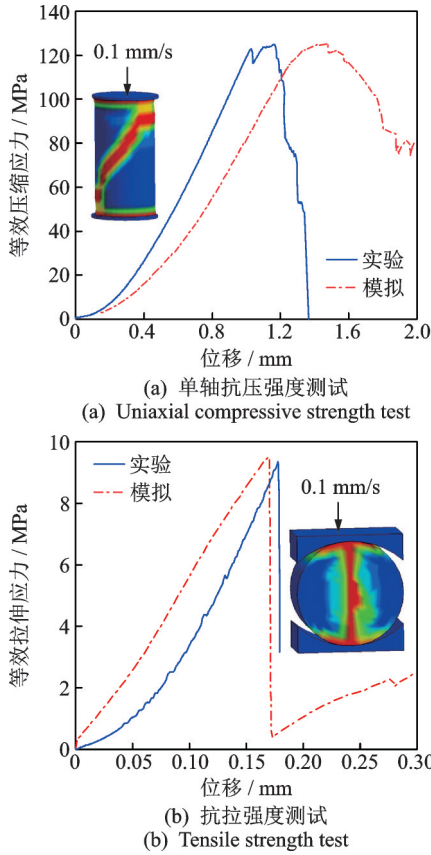 140
120
100
80
60
40
20
0
等效压缩应力 / MPa
0.1 mm/s
实验
模拟
0.4
0.8
1.2
1.6
2.0
位移 / mm
(a) 单轴抗压强度测试
(a) Uniaxial compressive strength test
10
8
6
4
2
0
等效拉伸应力 / MPa
实验
模拟
0.1 mm/s
0.05
0.10
0.15
0.20
0.25
0.30
位移 / mm
(b) 抗拉强度测试
(b) Tensile strength test